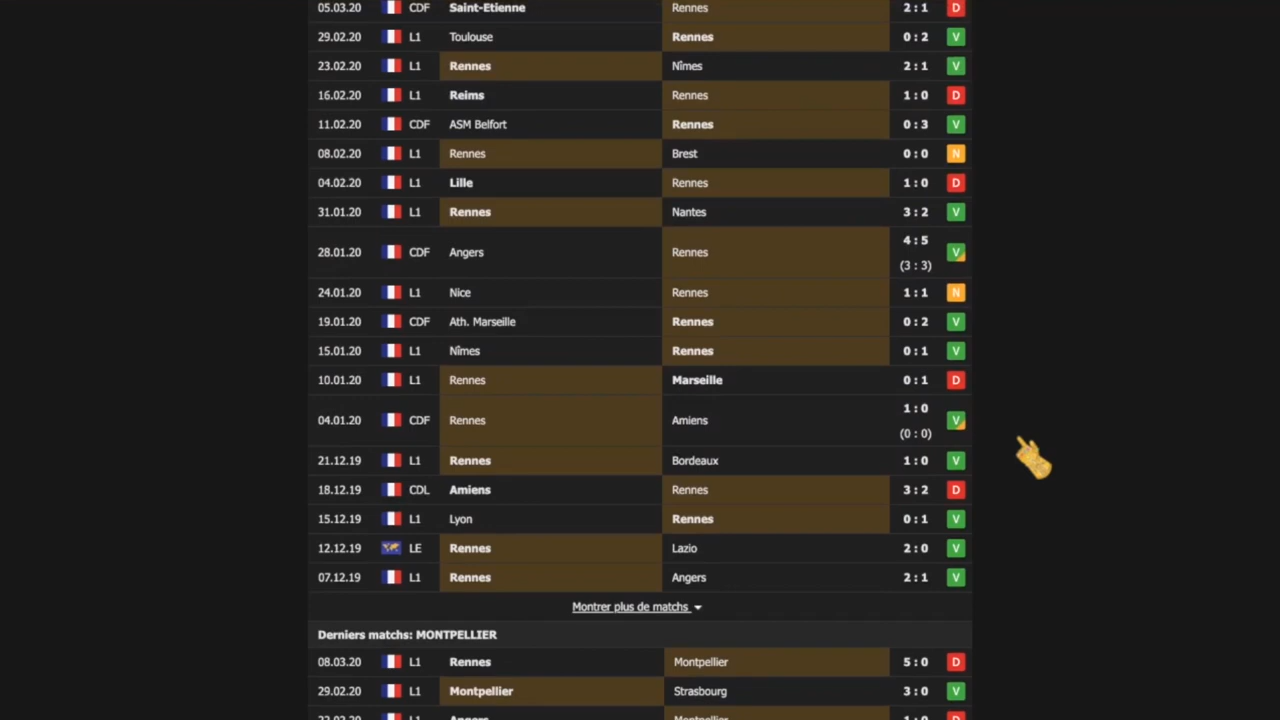 05.03.20 CDF Saint-Etienne Rennes 2 : 1 D
29.02.20 L1 Toulouse Rennes 0 : 2 V
23.02.20 L1 Rennes Nîmes 2 : 1 V
16.02.20 L1 Reims Rennes 1 : 0 D
11.02.20 CDF ASM Belfort Rennes 0 : 3 V
08.02.20 L1 Rennes Brest 0 : 0 N
04.02.20 L1 Lille Rennes 1 : 0 D
31.01.20 L1 Rennes Nantes 3 : 2 V
28.01.20 CDF Angers Rennes 4 : 5 V
(3 : 3)
24.01.20 L1 Nice Rennes 1 : 1 N
19.01.20 CDF Ath. Marseille Rennes 0 : 2 V
15.01.20 L1 Nîmes Rennes 0 : 1 V
10.01.20 L1 Rennes Marseille 0 : 1 D
04.01.20 CDF Rennes Amiens 1 : 0 V
(0 : 0)
21.12.19 L1 Rennes Bordeaux 1 : 0 V
18.12.19 CDL Amiens Rennes 3 : 2 D
15.12.19 L1 Lyon Rennes 0 : 1 V
12.12.19 LE Rennes Lazio 2 : 0 V
07.12.19 L1 Rennes Angers 2 : 1 V
Montrer plus de matchs
Derniers matchs: MONTPELLIER
08.03.20 L1 Rennes Montpellier 5 : 0 D
29.02.20 L1 Montpellier Strasbourg 3 : 0 V
22.02.20 L1 Angers Montpellier 1 : 0 D